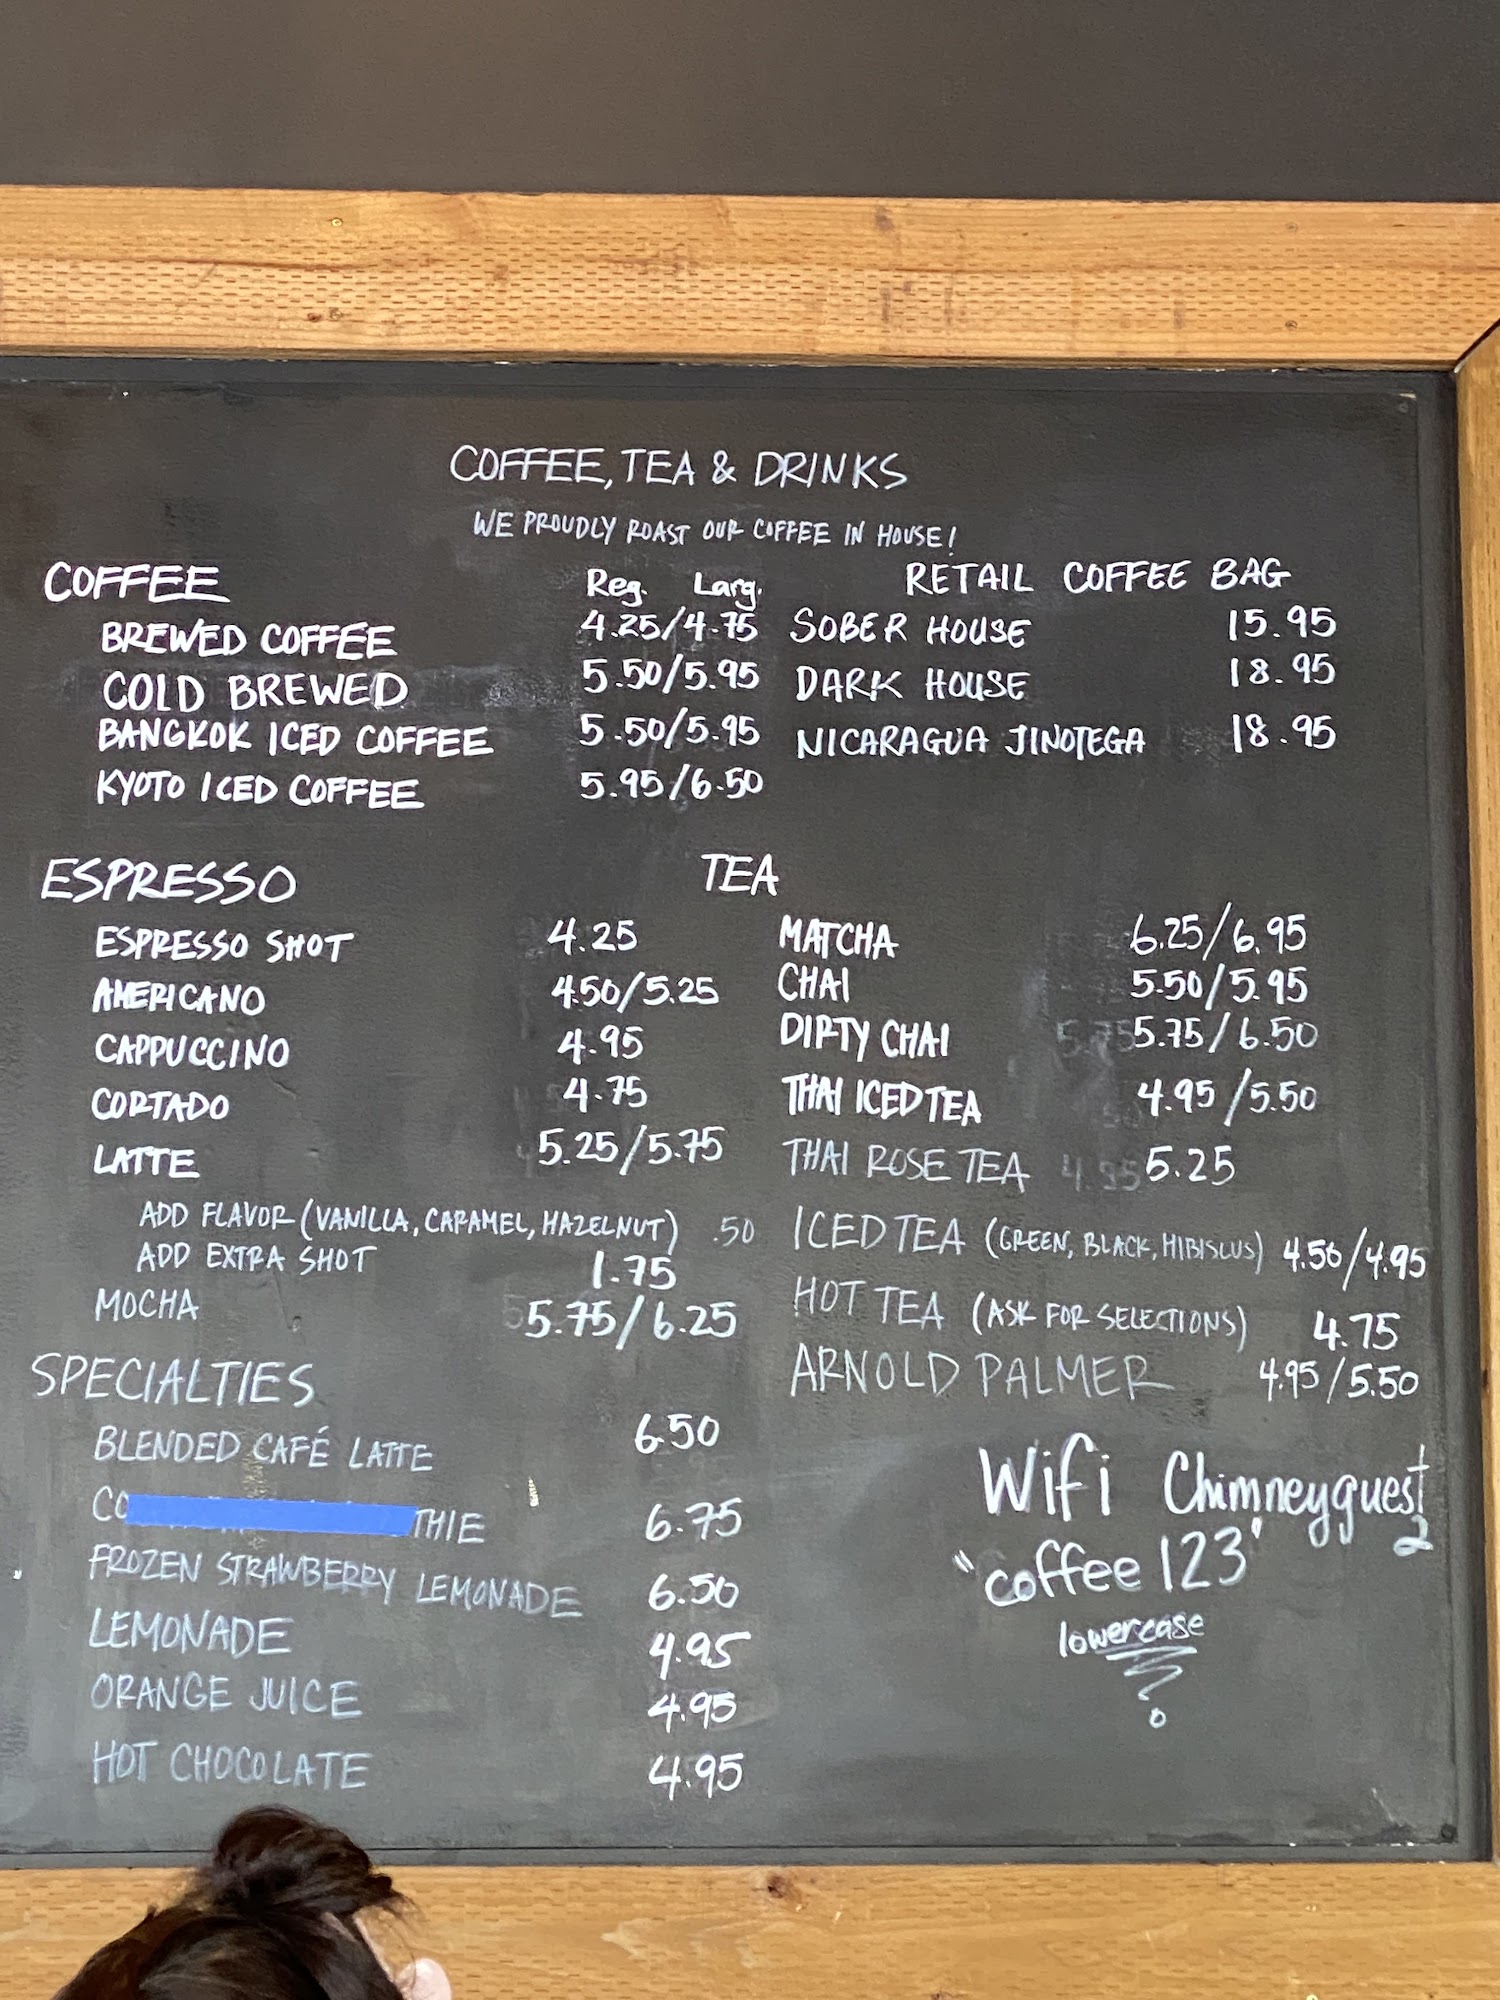 COFFEE, TEA & DRINKS
WE PROUDLY ROAST OUR COFFEE IN HOUSE!
COFFEE Reg. Larg.
BREWED COFFEE 4.25/4.75
COLD BREWED 5.50/5.95
BANGKOK ICED COFFEE 5.50/5.95
KYOTO ICED COFFEE 5.95/6.50
RETAIL COFFEE BAG
SOBER HOUSE 15.95
DARK HOUSE 18.95
NICARAGUA JINOTEGA 18.95
ESPRESSO
ESPRESSO SHOT 4.25
AMERICANO 4.50/5.25
CAPPUCCINO 4.95
CORTADO 4.75
LATTE 5.25/5.75
ADD FLAVOR (VANILLA, CARAMEL, HAZELNUT) .50
ADD EXTRA SHOT 1.75
MOCHA 5.75/6.25
TEA
MATCHA 6.25/6.95
CHAI 5.50/5.95
DIRTY CHAI 5.75/6.50
THAI ICED TEA 4.95/5.50
THAI ROSE TEA 5.25
ICED TEA (GREEN, BLACK, HIBISCUS) 4.50/4.95
HOT TEA (ASK FOR SELECTIONS) 4.75
ARNOLD PALMER 4.95/5.50
SPECIALTIES
BLENDED CAFÉ LATTE 6.50
6.75
FROZEN STRAWBERRY LEMONADE 6.50
LEMONADE 4.95
ORANGE JUICE 4.95
HOT CHOCOLATE 4.95
Wifi Chimneyguest
2
"coffee123"
lowercase